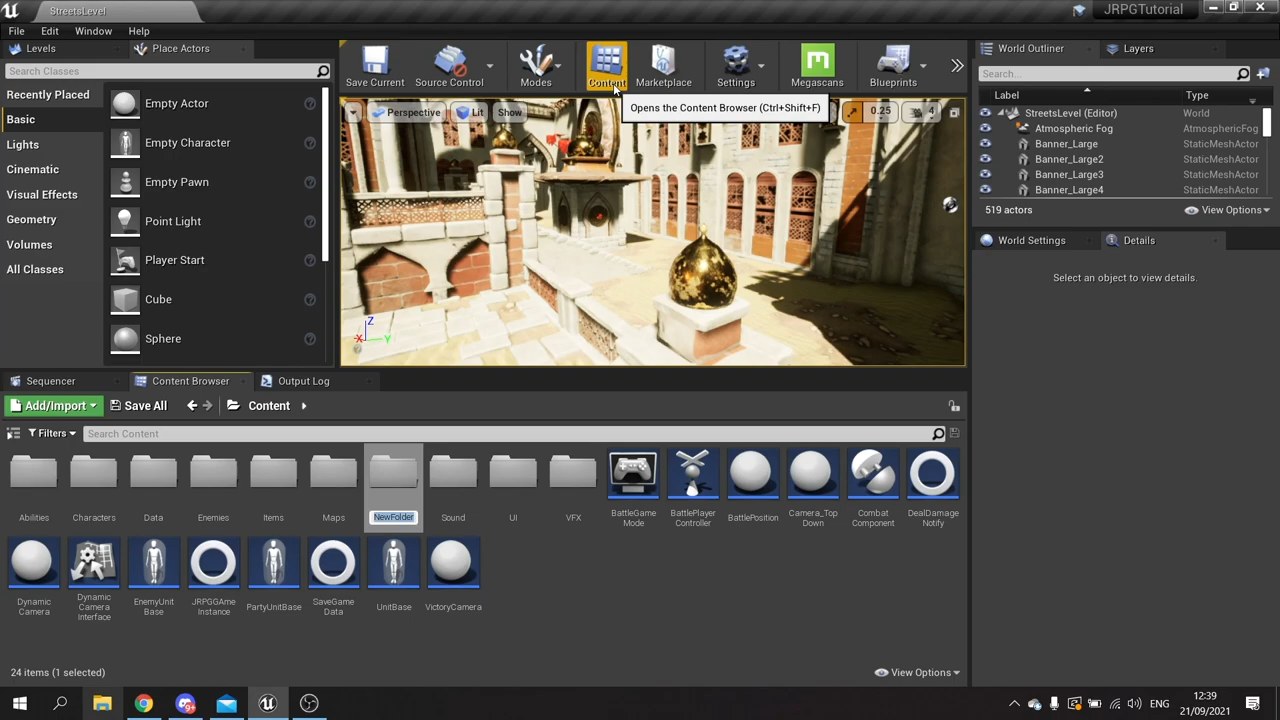 StreetsLevel
JRPGTutorial
File
Edit
Window
Help
Levels
Place Actors
Search Classes
Recently Placed
Basic
Lights
Cinematic
Visual Effects
Geometry
Volumes
All Classes
Empty Actor
Empty Character
Empty Pawn
Point Light
Player Start
Cube
Sphere
Save Current
Source Control
Modes
Content
Marketplace
Settings
Megascans
Blueprints
Opens the Content Browser (Ctrl+Shift+F)
Perspective
Lit
Show
0.25
4
Z
X
Y
World Outliner
Layers
Search...
Label
Type
StreetsLevel (Editor)
World
Atmospheric Fog
AtmosphericFog
Banner_Large
StaticMeshActor
Banner_Large2
StaticMeshActor
Banner_Large3
StaticMeshActor
Banner_Large4
StaticMeshActor
519 actors
View Options
World Settings
Details
Select an object to view details.
Sequencer
Content Browser
Output Log
Add/Import
Save All
Content
Filters
Search Content
Abilities
Characters
Data
Enemies
Items
Maps
NewFolder
Sound
UI
VFX
BattleGame
Mode
BattlePlayer
Controller
BattlePosition
Camera_Top
Down
Combat
Component
DealDamage
Notify
Dynamic
Camera
Dynamic
Camera
Interface
EnemyUnit
Base
JRPGGAme
Instance
PartyUnitBase
SaveGame
Data
UnitBase
VictoryCamera
24 items (1 selected)
View Options
ENG
12:39
21/09/2021